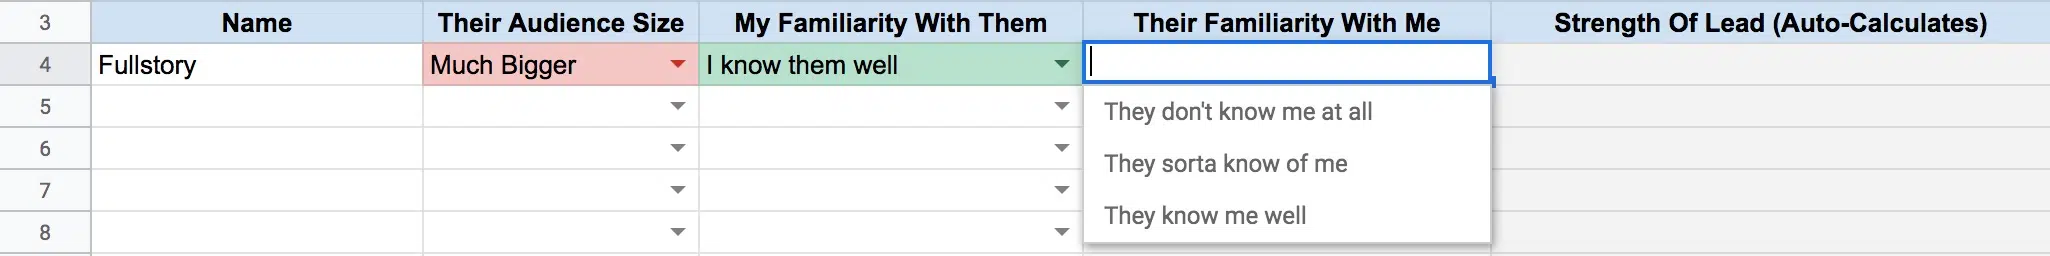 3 Name Their Audience Size My Familiarity With Them Their Familiarity With Me Strength Of Lead (Auto-Calculates)
4 Fullstory Much Bigger I know them well
5 They don't know me at all
6 They sorta know of me
7
They know me well
8